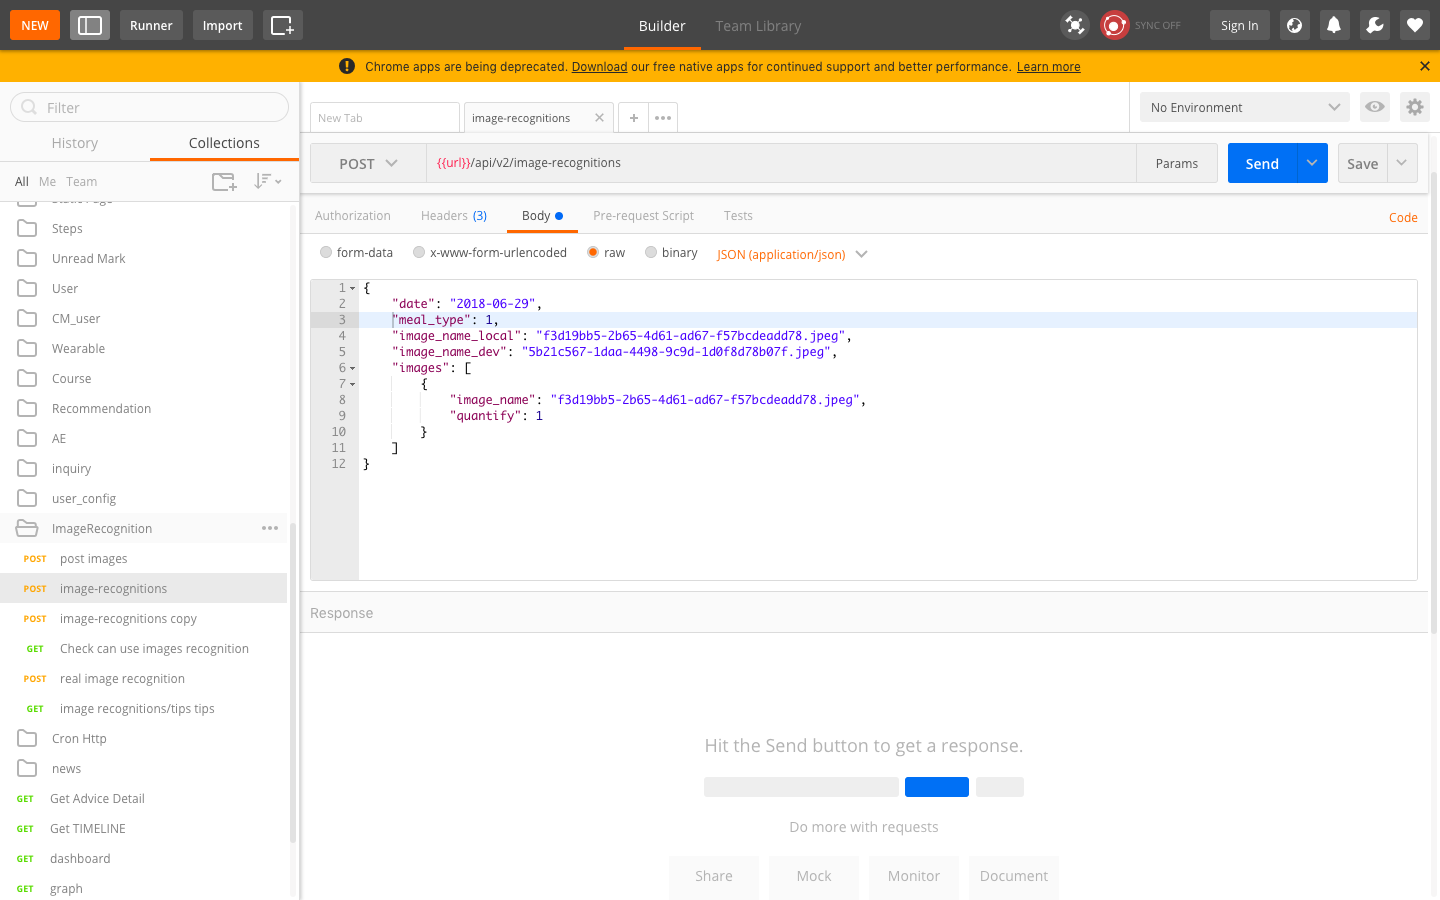 NEW Runner Import Builder Team Library SYNC OFF Sign In
Chrome apps are being deprecated. Download our free native apps for continued support and better performance. Learn more
Filter
History Collections
All Me Team
Steps
Unread Mark
User
CM_user
Wearable
Course
Recommendation
AE
inquiry
user_config
ImageRecognition
POST post images
POST image-recognitions
POST image-recognitions copy
GET Check can use images recognition
POST real image recognition
GET image recognitions/tips tips
Cron Http
news
GET Get Advice Detail
GET Get TIMELINE
GET dashboard
GET graph
New Tab image-recognitions No Environment
POST {{url}}/api/v2/image-recognitions Params Send Save
Authorization Headers (3) Body Pre-request Script Tests Code
form-data x-www-form-urlencoded raw binary JSON (application/json)
1 {
2 "date": "2018-06-29",
3 "meal_type": 1,
4 "image_name_local": "f3d19bb5-2b65-4d61-ad67-f57bcdeadd78.jpeg",
5 "image_name_dev": "5b21c567-1daa-4498-9c9d-1d0f8d78b07f.jpeg",
6 "images": [
7 {
8 "image_name": "f3d19bb5-2b65-4d61-ad67-f57bcdeadd78.jpeg",
9 "quantify": 1
10 }
11 ]
12 }
Response
Hit the Send button to get a response.
Do more with requests
Share Mock Monitor Document